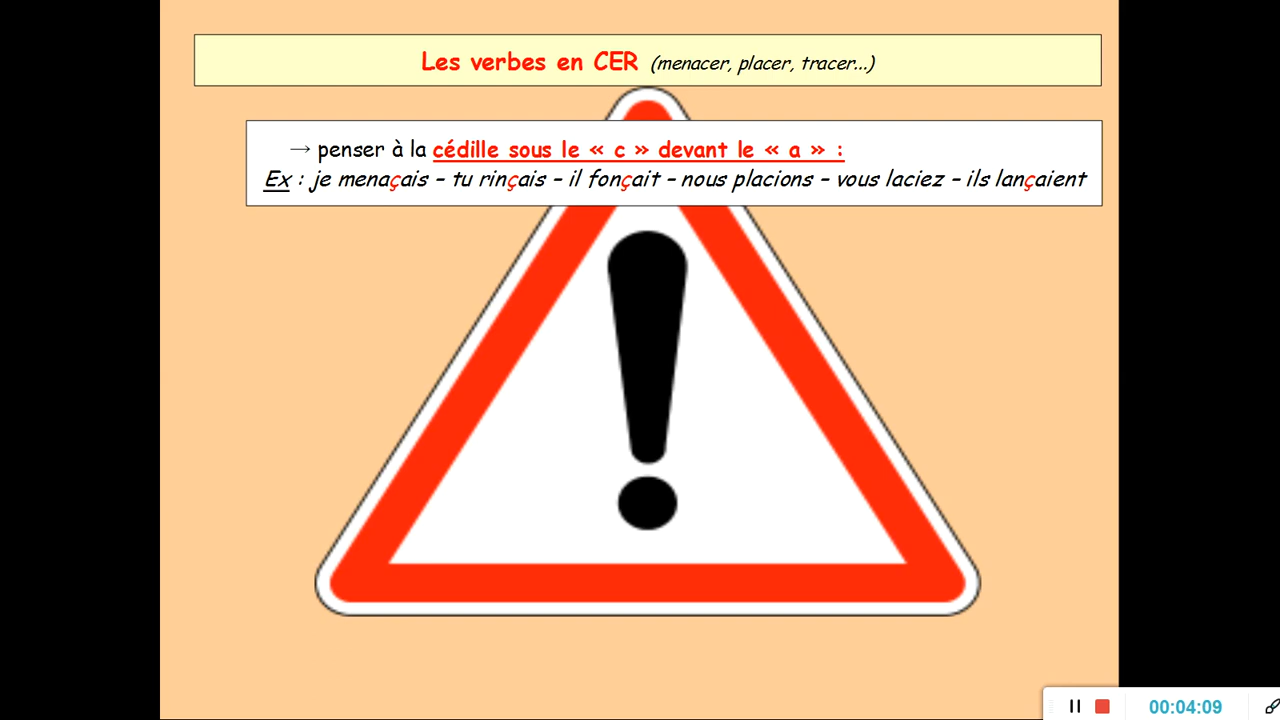 Les verbes en CER (menacer, placer, tracer...)
→ penser à la cédille sous le « c » devant le « a » :
Ex : je menaçais – tu rinçais – il fonçait – nous placions – vous laciez – ils lançaient
00:04:09